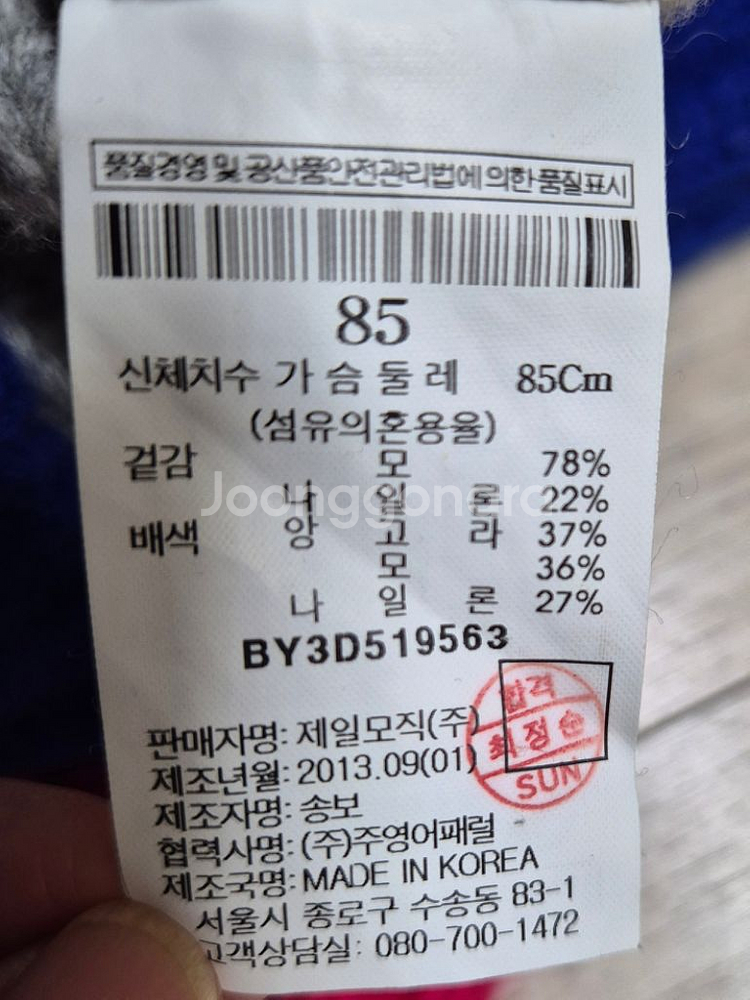 품질경영 및 공산품안전관리법에 의한 품질표시
85
신체치수 가 슴 둘 레 85Cm
(섬유의혼용율)
겉감 모 78%
나 일 론 22%
배색 앙 고 라 37%
모 36%
나 일 론 27%
BY3D519563
합격
최정순
SUN
판매자명: 제일모직(주)
제조년월: 2013.09(01)
제조자명: 송보
협력사명: (주)주영어패럴
제조국명: MADE IN KOREA
서울시 종로구 수송동 83-1
고객상담실: 080-700-1472
Joonggonara